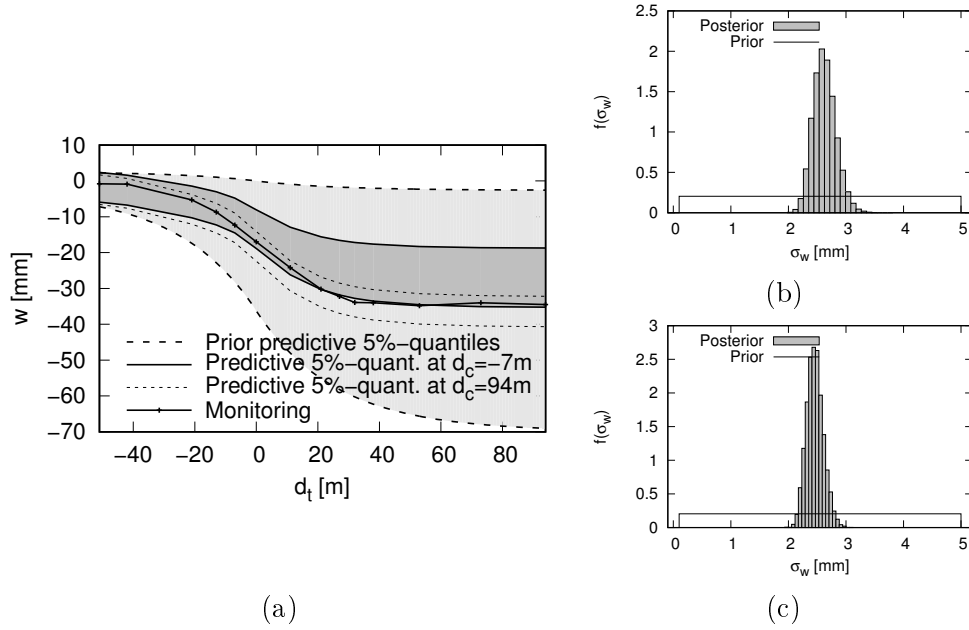 10
0
−10
−20
−30
−40
−50
−60
−70
w [mm]
Prior predictive 5%−quantiles
Predictive 5%−quant. at dc=−7m
Predictive 5%−quant. at dc=94m
Monitoring
−40 −20 0 20 40 60 80
dt [m]
(a)
Posterior
Prior
2.5
2
1.5
1
0.5
0
f(σw)
0 1 2 3 4 5
σw [mm]
(b)
Posterior
Prior
3
2.5
2
1.5
1
0.5
0
f(σw)
0 1 2 3 4 5
σw [mm]
(c)